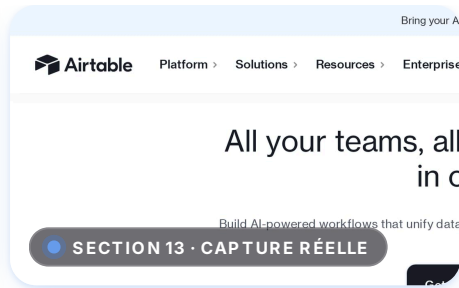 Bring your
Airtable
Platform
Solutions
Resources
Enterprise
All your teams, all
in
Build AI-powered workflows that unify data
SECTION 13 · CAPTURE RÉELLE